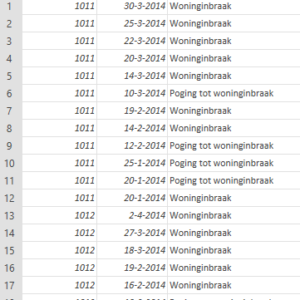 1 1011 30-3-2014 Woninginbraak
2 1011 25-3-2014 Woninginbraak
3 1011 22-3-2014 Woninginbraak
4 1011 20-3-2014 Woninginbraak
5 1011 14-3-2014 Woninginbraak
6 1011 10-3-2014 Poging tot woninginbraak
7 1011 19-2-2014 Woninginbraak
8 1011 14-2-2014 Woninginbraak
9 1011 12-2-2014 Poging tot woninginbraak
10 1011 25-1-2014 Poging tot woninginbraak
11 1011 20-1-2014 Poging tot woninginbraak
12 1011 20-1-2014 Woninginbraak
13 1012 2-4-2014 Woninginbraak
14 1012 27-3-2014 Woninginbraak
15 1012 18-3-2014 Woninginbraak
16 1012 19-2-2014 Woninginbraak
17 1012 16-2-2014 Woninginbraak